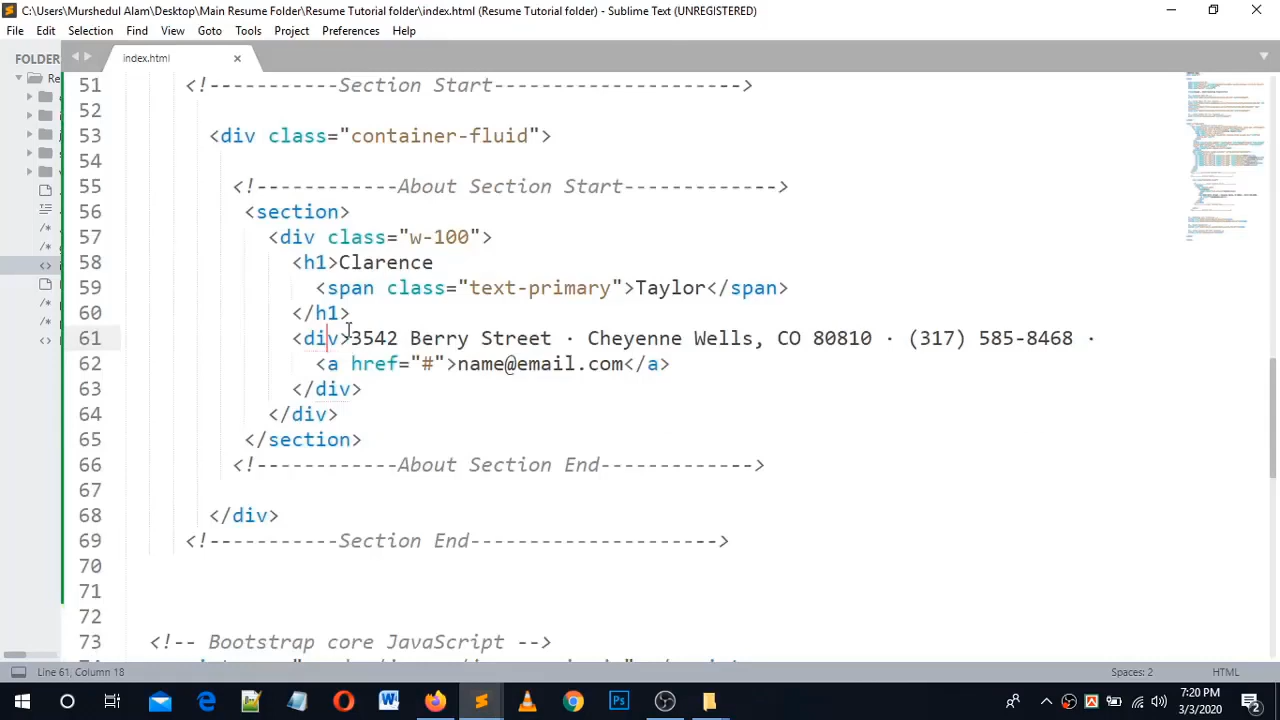 C:\Users\Murshedul Alam\Desktop\Main Resume Folder\Resume Tutorial folder\index.html (Resume Tutorial folder) - Sublime Text (UNREGISTERED)
File Edit Selection Find View Goto Tools Project Preferences Help
FOLDER
index.html
Re
51 <!-----------Section Start--------------------->
52
53 <div class="container-fluid">
54
55 <!------------About Section Start------------->
56 <section>
57 <div class="w-100">
58 <h1>Clarence
59 <span class="text-primary">Taylor</span>
60 </h1>
61 <div>3542 Berry Street · Cheyenne Wells, CO 80810 · (317) 585-8468 ·
62 <a href="#">name@email.com</a>
63 </div>
64 </div>
65 </section>
66 <!------------About Section End------------->
67
68 </div>
69 <!-----------Section End--------------------->
70
71
72
73 <!-- Bootstrap core JavaScript -->
Line 61, Column 18
Spaces: 2
HTML
7:20 PM
3/3/2020
2